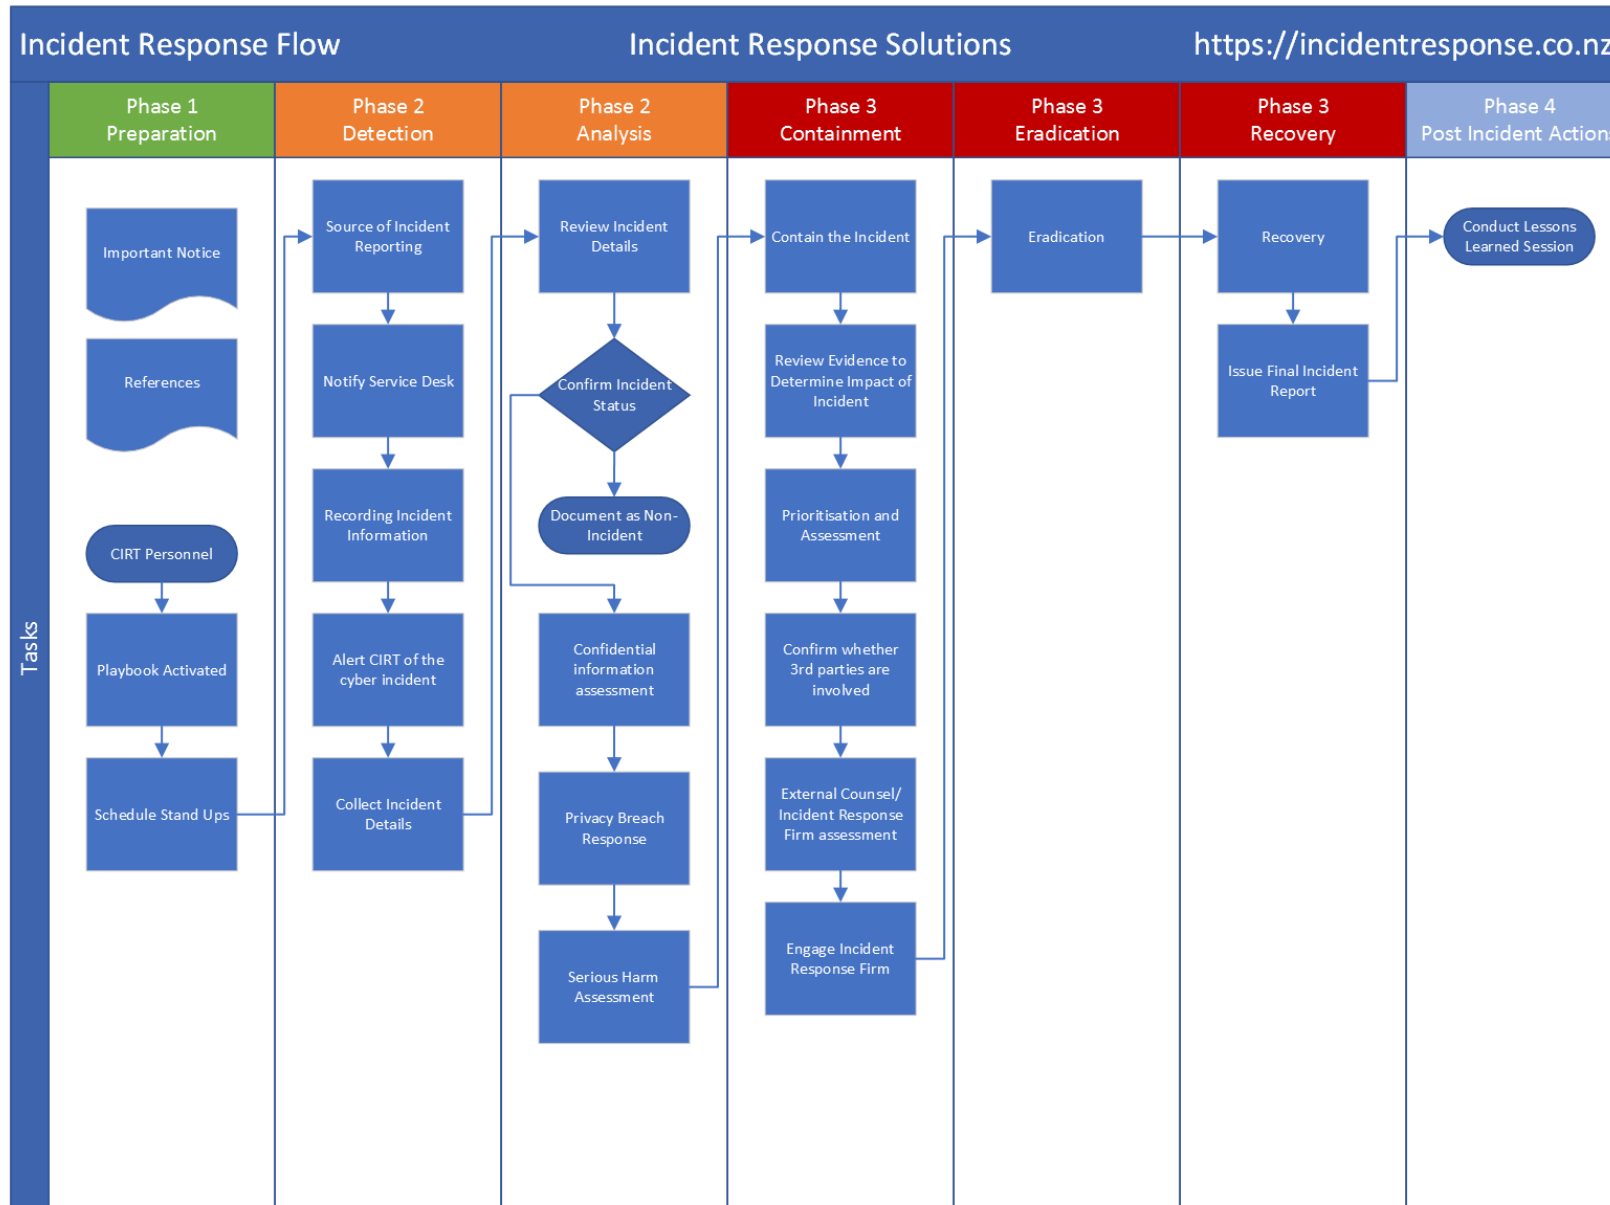 Incident Response Flow
Incident Response Solutions
https://incidentresponse.co.nz
Phase 1
Preparation
Phase 2
Detection
Phase 2
Analysis
Phase 3
Containment
Phase 3
Eradication
Phase 3
Recovery
Phase 4
Post Incident Actions
Tasks
Important Notice
References
CIRT Personnel
Playbook Activated
Schedule Stand Ups
Source of Incident
Reporting
Notify Service Desk
Recording Incident
Information
Alert CIRT of the
cyber incident
Collect Incident
Details
Review Incident
Details
Confirm Incident
Status
Document as Non-
Incident
Confidential
information
assessment
Privacy Breach
Response
Serious Harm
Assessment
Contain the Incident
Review Evidence to
Determine Impact of
Incident
Prioritisation and
Assessment
Confirm whether
3rd parties are
involved
External Counsel/
Incident Response
Firm assessment
Engage Incident
Response Firm
Eradication
Recovery
Issue Final Incident
Report
Conduct Lessons
Learned Session